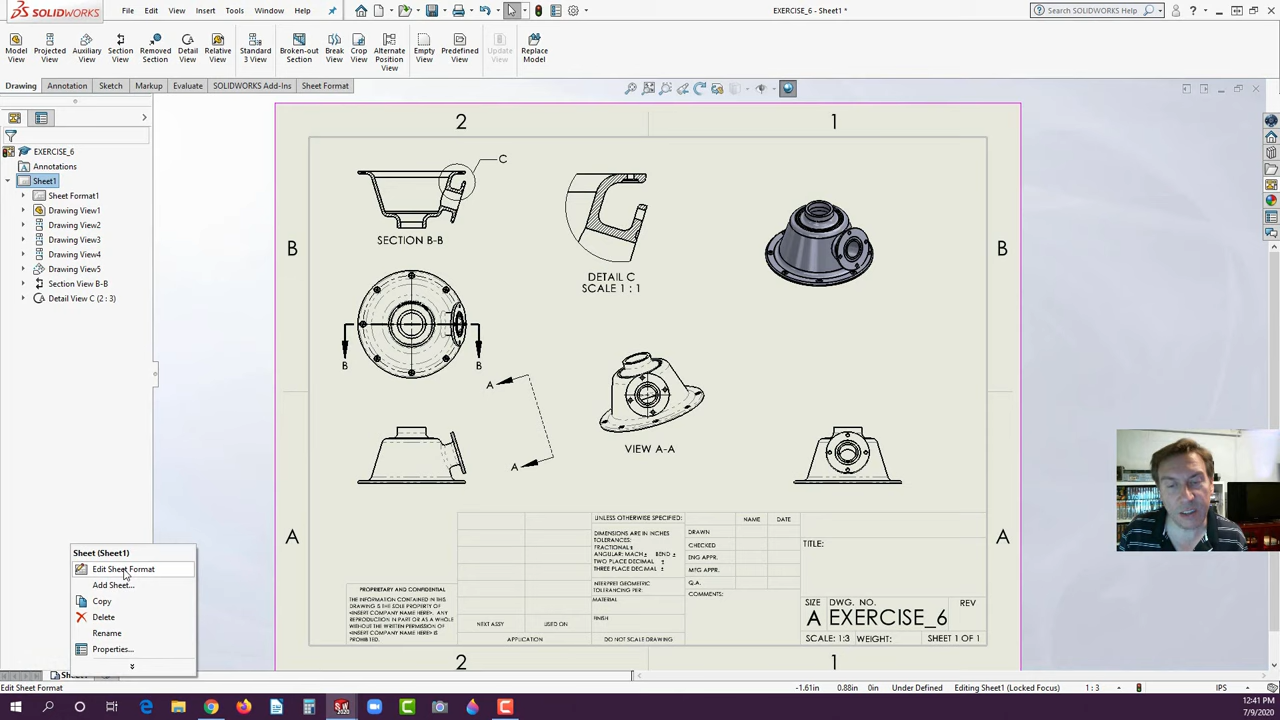 SOLIDWORKS File Edit View Insert Tools Window Help EXERCISE_6 - Sheet1 * Search SOLIDWORKS Help
Model View
Projected View
Auxiliary View
Section View
Removed Section
Detail View
Relative View
Standard 3 View
Broken-out Section
Break View
Crop View
Alternate Position View
Empty View
Predefined View
Update View
Replace Model
Drawing Annotation Sketch Markup Evaluate SOLIDWORKS Add-Ins Sheet Format
EXERCISE_6
Annotations
Sheet1
Sheet Format1
Drawing View1
Drawing View2
Drawing View3
Drawing View4
Drawing View5
Section View B-B
Detail View C (2 : 3)
Sheet (Sheet1)
Edit Sheet Format
Add Sheet...
Copy
Delete
Rename
Properties...
2 1
C
SECTION B-B
DETAIL C
SCALE 1 : 1
B B
B B
A
A
VIEW A-A
A A
UNLESS OTHERWISE SPECIFIED:
DIMENSIONS ARE IN INCHES
TOLERANCES:
FRACTIONAL±
ANGULAR: MACH± BEND ±
TWO PLACE DECIMAL ±
THREE PLACE DECIMAL ±
INTERPRET GEOMETRIC
TOLERANCING PER:
MATERIAL
FINISH
DO NOT SCALE DRAWING
NAME DATE
DRAWN
CHECKED
ENG APPR.
MFG APPR.
Q.A.
COMMENTS:
PROPRIETARY AND CONFIDENTIAL
THE INFORMATION CONTAINED IN THIS
DRAWING IS THE SOLE PROPERTY OF
<INSERT COMPANY NAME HERE>. ANY
REPRODUCTION IN PART OR AS A WHOLE
WITHOUT THE WRITTEN PERMISSION OF
<INSERT COMPANY NAME HERE> IS
PROHIBITED.
NEXT ASSY USED ON
APPLICATION
TITLE:
SIZE DWG. NO. REV
A EXERCISE_6
SCALE: 1:3 WEIGHT: SHEET 1 OF 1
2 1
Sheet1
Edit Sheet Format -1.61in 0.88in 0in Under Defined Editing Sheet1 (Locked Focus) 1 : 3 IPS
12:41 PM
7/9/2020